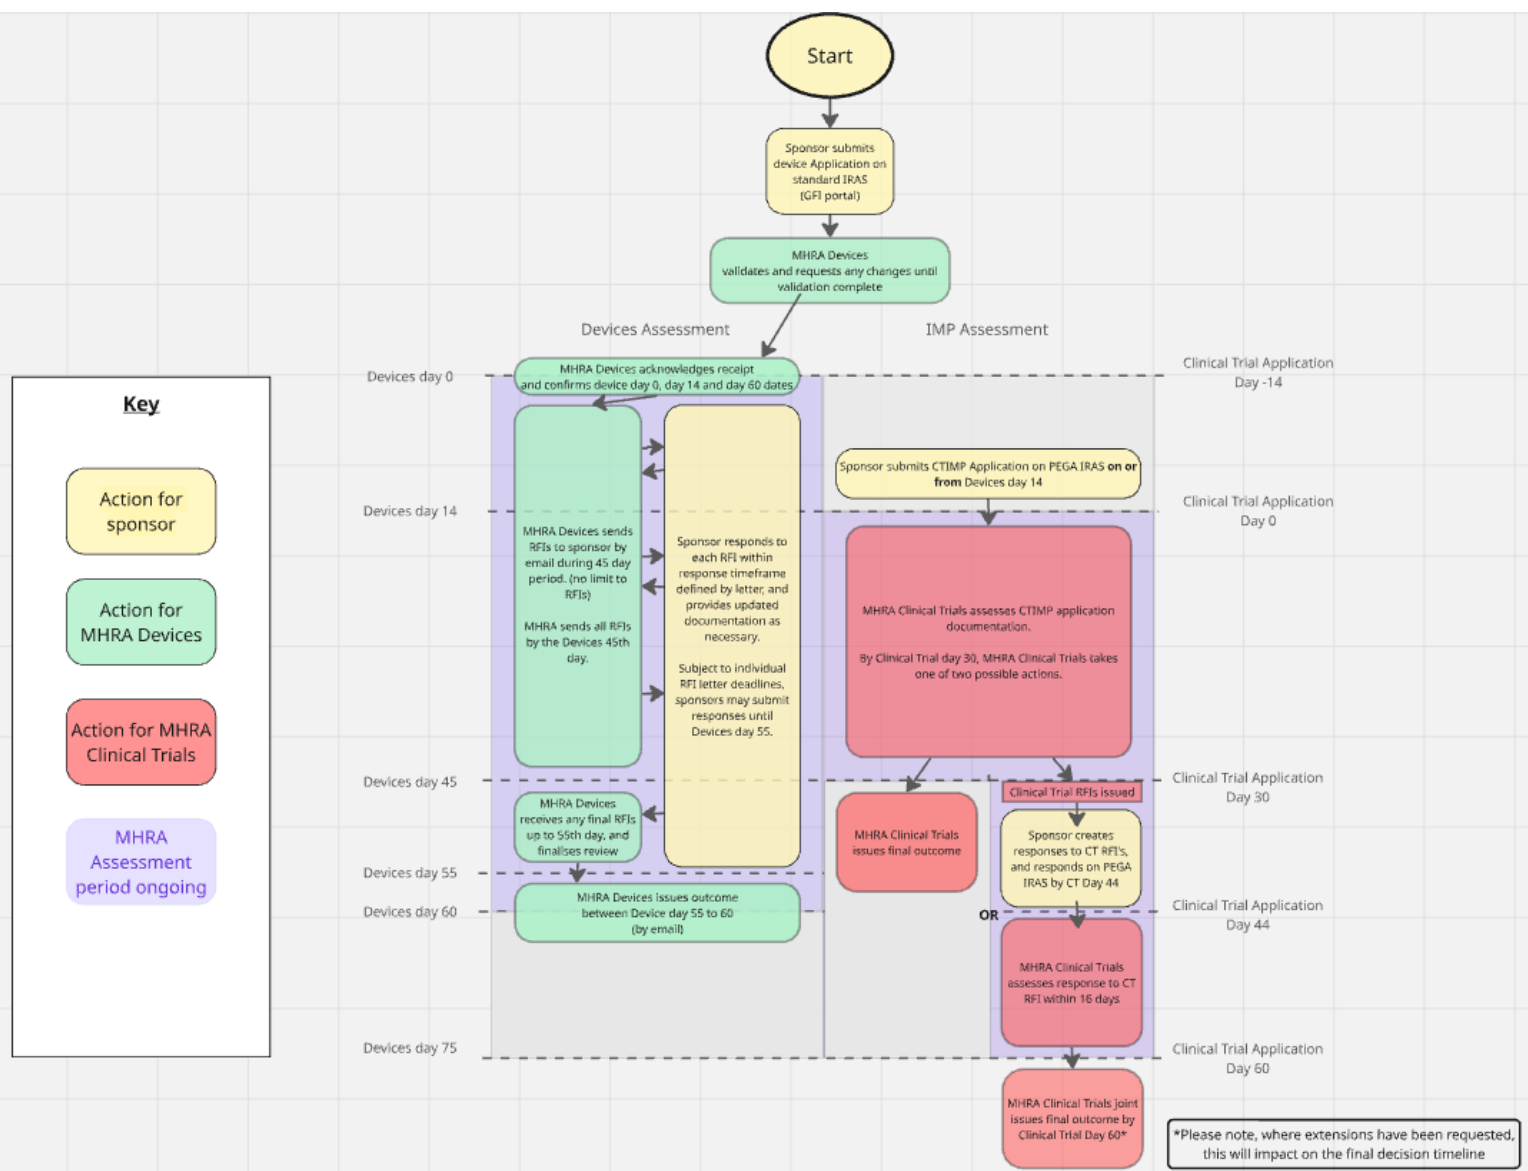 Start
Sponsor submits
device Application on
standard IRAS
(GFI portal)
MHRA Devices
validates and requests any changes until
validation complete
Devices Assessment
IMP Assessment
Devices day 0
MHRA Devices acknowledges receipt
and confirms device day 0, day 14 and day 60 dates
Clinical Trial Application
Day -14
Key
Action for
sponsor
Action for
MHRA Devices
Action for MHRA
Clinical Trials
MHRA
Assessment
period ongoing
Sponsor submits CTIMP Application on PEGA IRAS on or
from Devices day 14
Devices day 14
Clinical Trial Application
Day 0
MHRA Devices sends
RFIs to sponsor by
email during 45 day
period. (no limit to
RFIs)
MHRA sends all RFIs
by the Devices 45th
day.
Sponsor responds to
each RFI within
response timeframe
defined by letter, and
provides updated
documentation as
necessary.
Subject to individual
RFI letter deadlines,
sponsors may submit
responses until
Devices day 55.
MHRA Clinical Trials assesses CTIMP application
documentation.
By Clinical Trial day 30, MHRA Clinical Trials takes
one of two possible actions.
Devices day 45
Clinical Trial Application
Day 30
MHRA Devices
receives any final RFIs
up to 55th day, and
finalises review
MHRA Clinical Trials
issues final outcome
Clinical Trial RFIs issued
Sponsor creates
responses to CT RFI's,
and responds on PEGA
IRAS by CT Day 44
Devices day 55
Devices day 60
MHRA Devices issues outcome
between Device day 55 to 60
(by email)
OR
Clinical Trial Application
Day 44
MHRA Clinical Trials
assesses response to CT
RFI within 16 days
Devices day 75
Clinical Trial Application
Day 60
MHRA Clinical Trials joint
issues final outcome by
Clinical Trial Day 60*
*Please note, where extensions have been requested,
this will impact on the final decision timeline